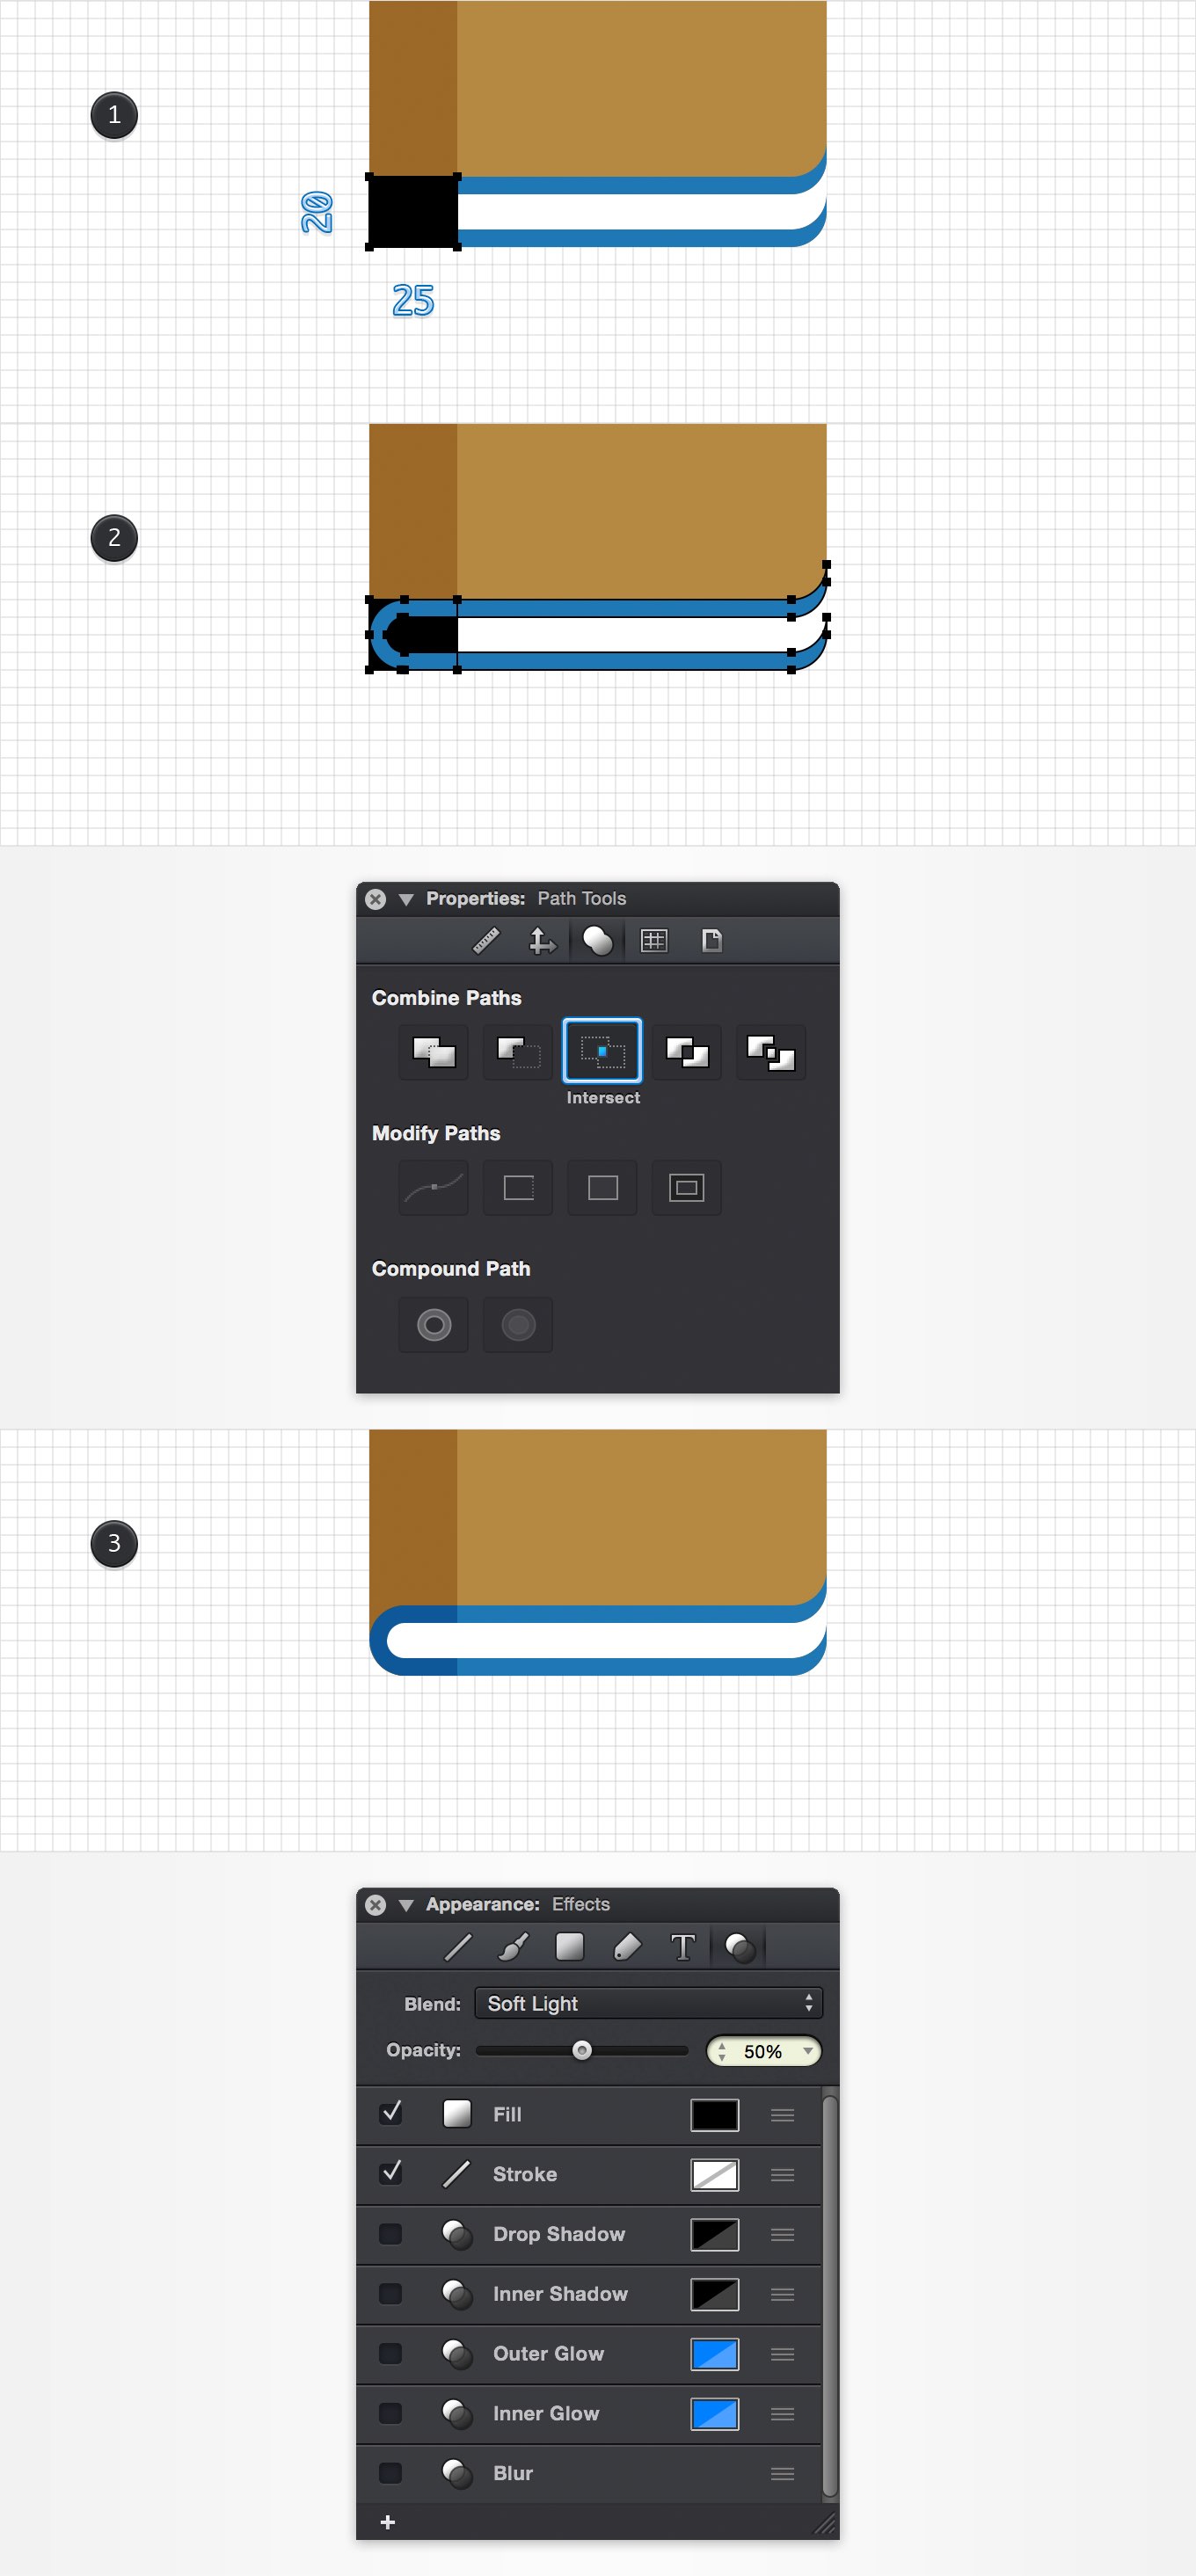 1
20
25
2
Properties: Path Tools
Combine Paths
Intersect
Modify Paths
Compound Path
3
Appearance: Effects
T
Blend: Soft Light
Opacity: 50%
Fill
Stroke
Drop Shadow
Inner Shadow
Outer Glow
Inner Glow
Blur
+